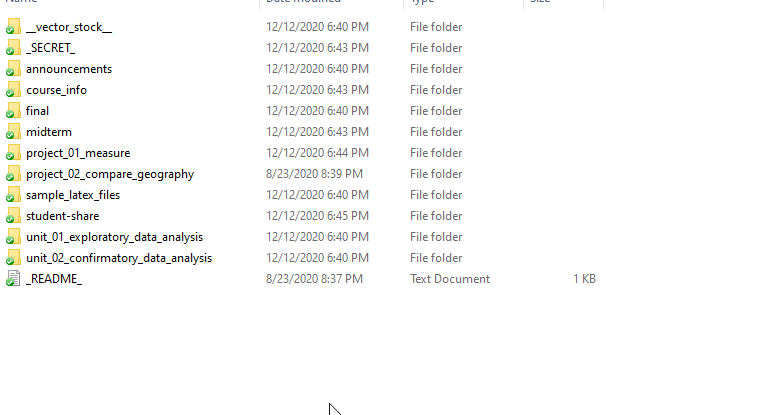 Name Date modified Type Size
__vector_stock__ 12/12/2020 6:40 PM File folder
_SECRET_ 12/12/2020 6:43 PM File folder
announcements 12/12/2020 6:40 PM File folder
course_info 12/12/2020 6:43 PM File folder
final 12/12/2020 6:40 PM File folder
midterm 12/12/2020 6:43 PM File folder
project_01_measure 12/12/2020 6:44 PM File folder
project_02_compare_geography 8/23/2020 8:39 PM File folder
sample_latex_files 12/12/2020 6:40 PM File folder
student-share 12/12/2020 6:45 PM File folder
unit_01_exploratory_data_analysis 12/12/2020 6:40 PM File folder
unit_02_confirmatory_data_analysis 12/12/2020 6:40 PM File folder
_README_ 8/23/2020 8:37 PM Text Document 1 KB